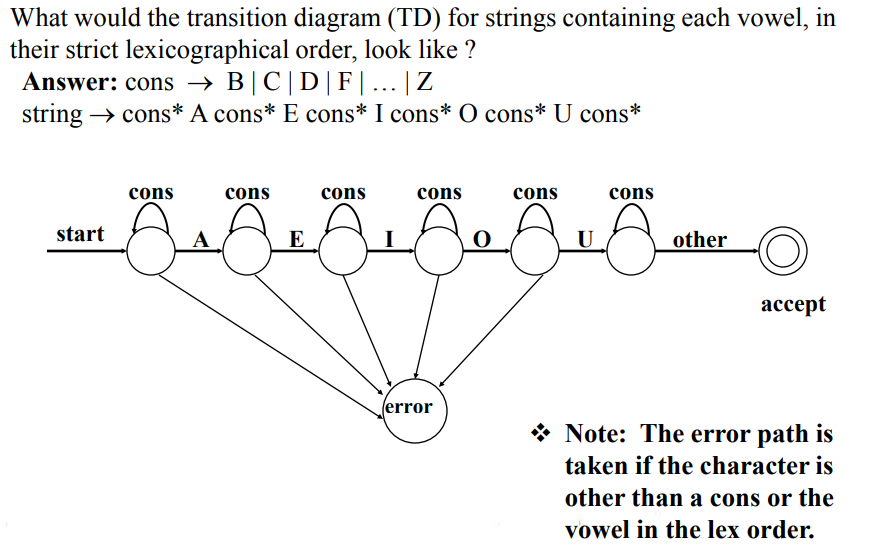 What would the transition diagram (TD) for strings containing each vowel, in
their strict lexicographical order, look like ?
Answer: cons → B | C | D | F | … | Z
string → cons* A cons* E cons* I cons* O cons* U cons*
cons cons cons cons cons cons
start A E I O U other
accept
error
❖ Note: The error path is
taken if the character is
other than a cons or the
vowel in the lex order.